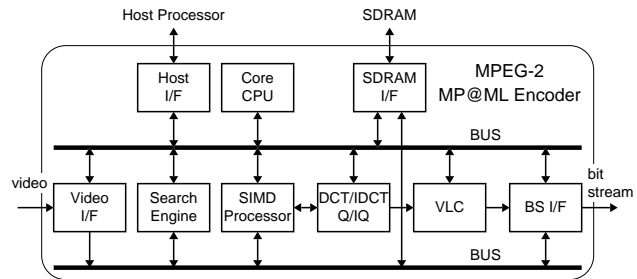 Host Processor
SDRAM
Host
I/F
Core
CPU
SDRAM
I/F
MPEG-2
MP@ML Encoder
BUS
video
bit
stream
Video
I/F
Search
Engine
SIMD
Processor
DCT/IDCT
Q/IQ
VLC
BS I/F
BUS